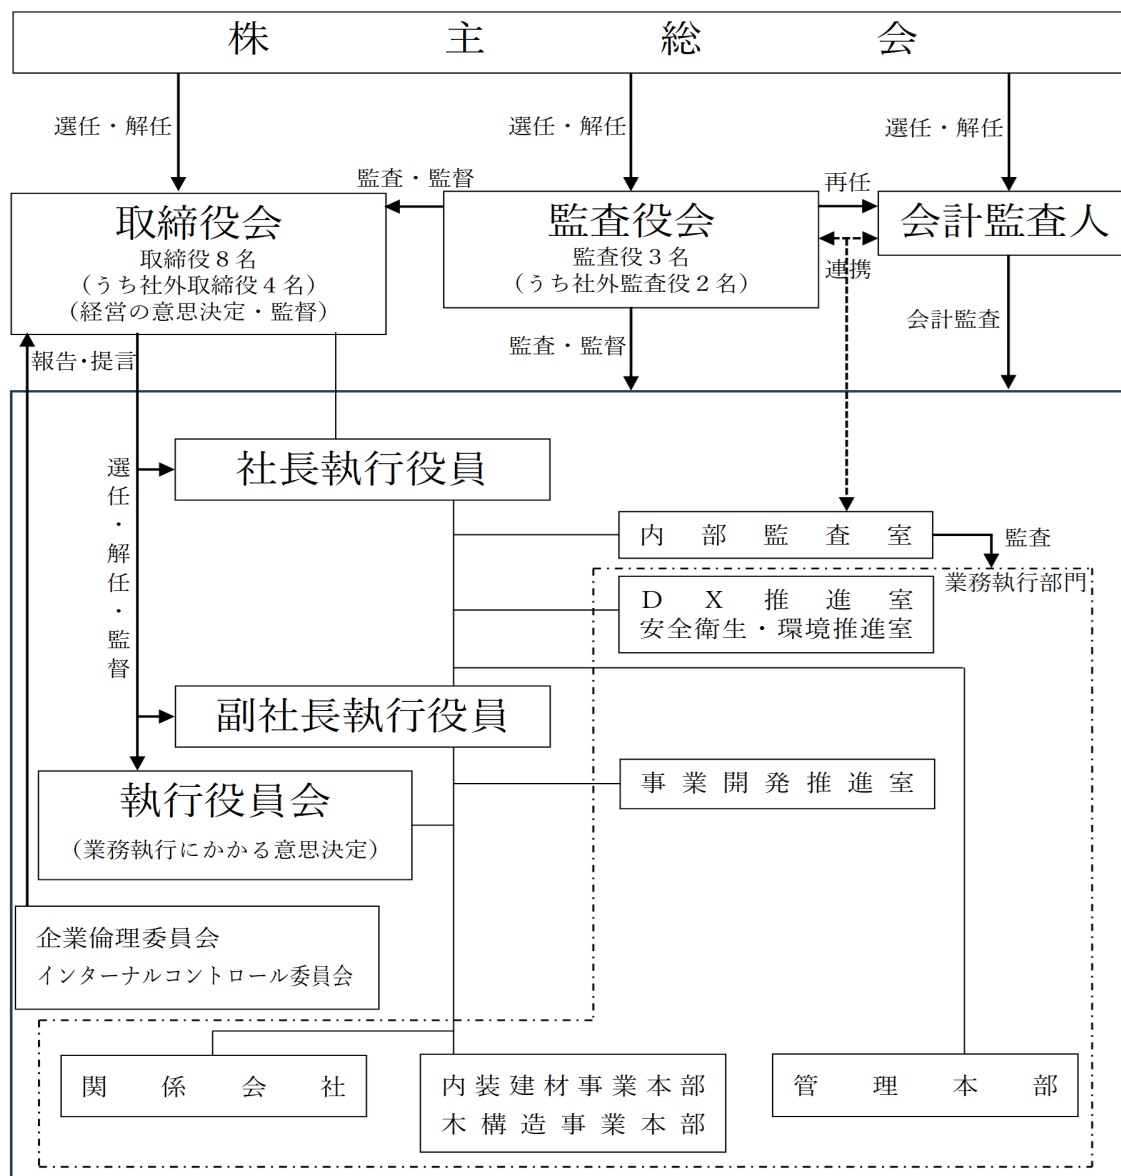 株主総会
選任・解任
選任・解任
選任・解任
監査・監督
再任
取締役会
取締役８名
（うち社外取締役４名）
（経営の意思決定・監督）
監査役会
監査役３名
（うち社外監査役２名）
会計監査人
連携
報告・提言
監査・監督
会計監査
選任・解任・監督
社長執行役員
内部監査室
監査
業務執行部門
ＤＸ推進室
安全衛生・環境推進室
副社長執行役員
事業開発推進室
執行役員会
（業務執行にかかる意思決定）
企業倫理委員会
インターナルコントロール委員会
関係会社
内装建材事業本部
木構造事業本部
管理本部